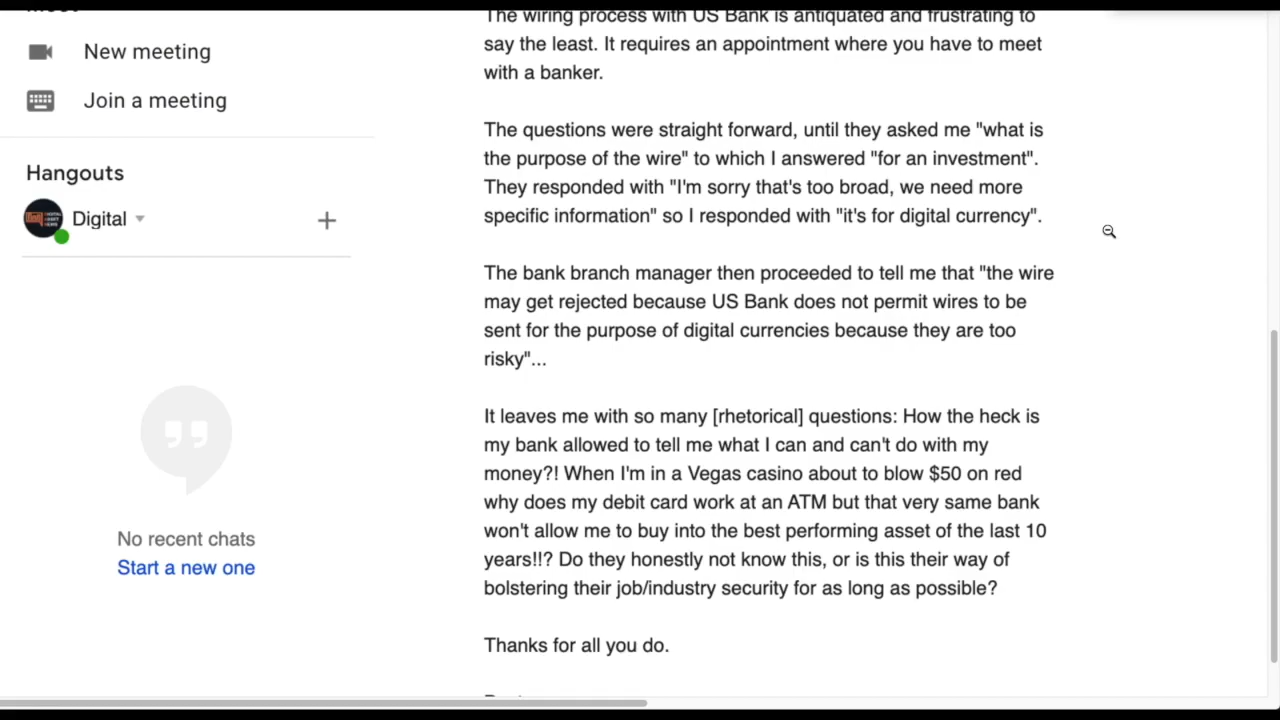 New meeting
Join a meeting
Hangouts
Digital
No recent chats
Start a new one
The wiring process with US Bank is antiquated and frustrating to
say the least. It requires an appointment where you have to meet
with a banker.
The questions were straight forward, until they asked me "what is
the purpose of the wire" to which I answered "for an investment".
They responded with "I'm sorry that's too broad, we need more
specific information" so I responded with "it's for digital currency".
The bank branch manager then proceeded to tell me that "the wire
may get rejected because US Bank does not permit wires to be
sent for the purpose of digital currencies because they are too
risky"...
It leaves me with so many [rhetorical] questions: How the heck is
my bank allowed to tell me what I can and can't do with my
money?! When I'm in a Vegas casino about to blow $50 on red
why does my debit card work at an ATM but that very same bank
won't allow me to buy into the best performing asset of the last 10
years!!? Do they honestly not know this, or is this their way of
bolstering their job/industry security for as long as possible?
Thanks for all you do.